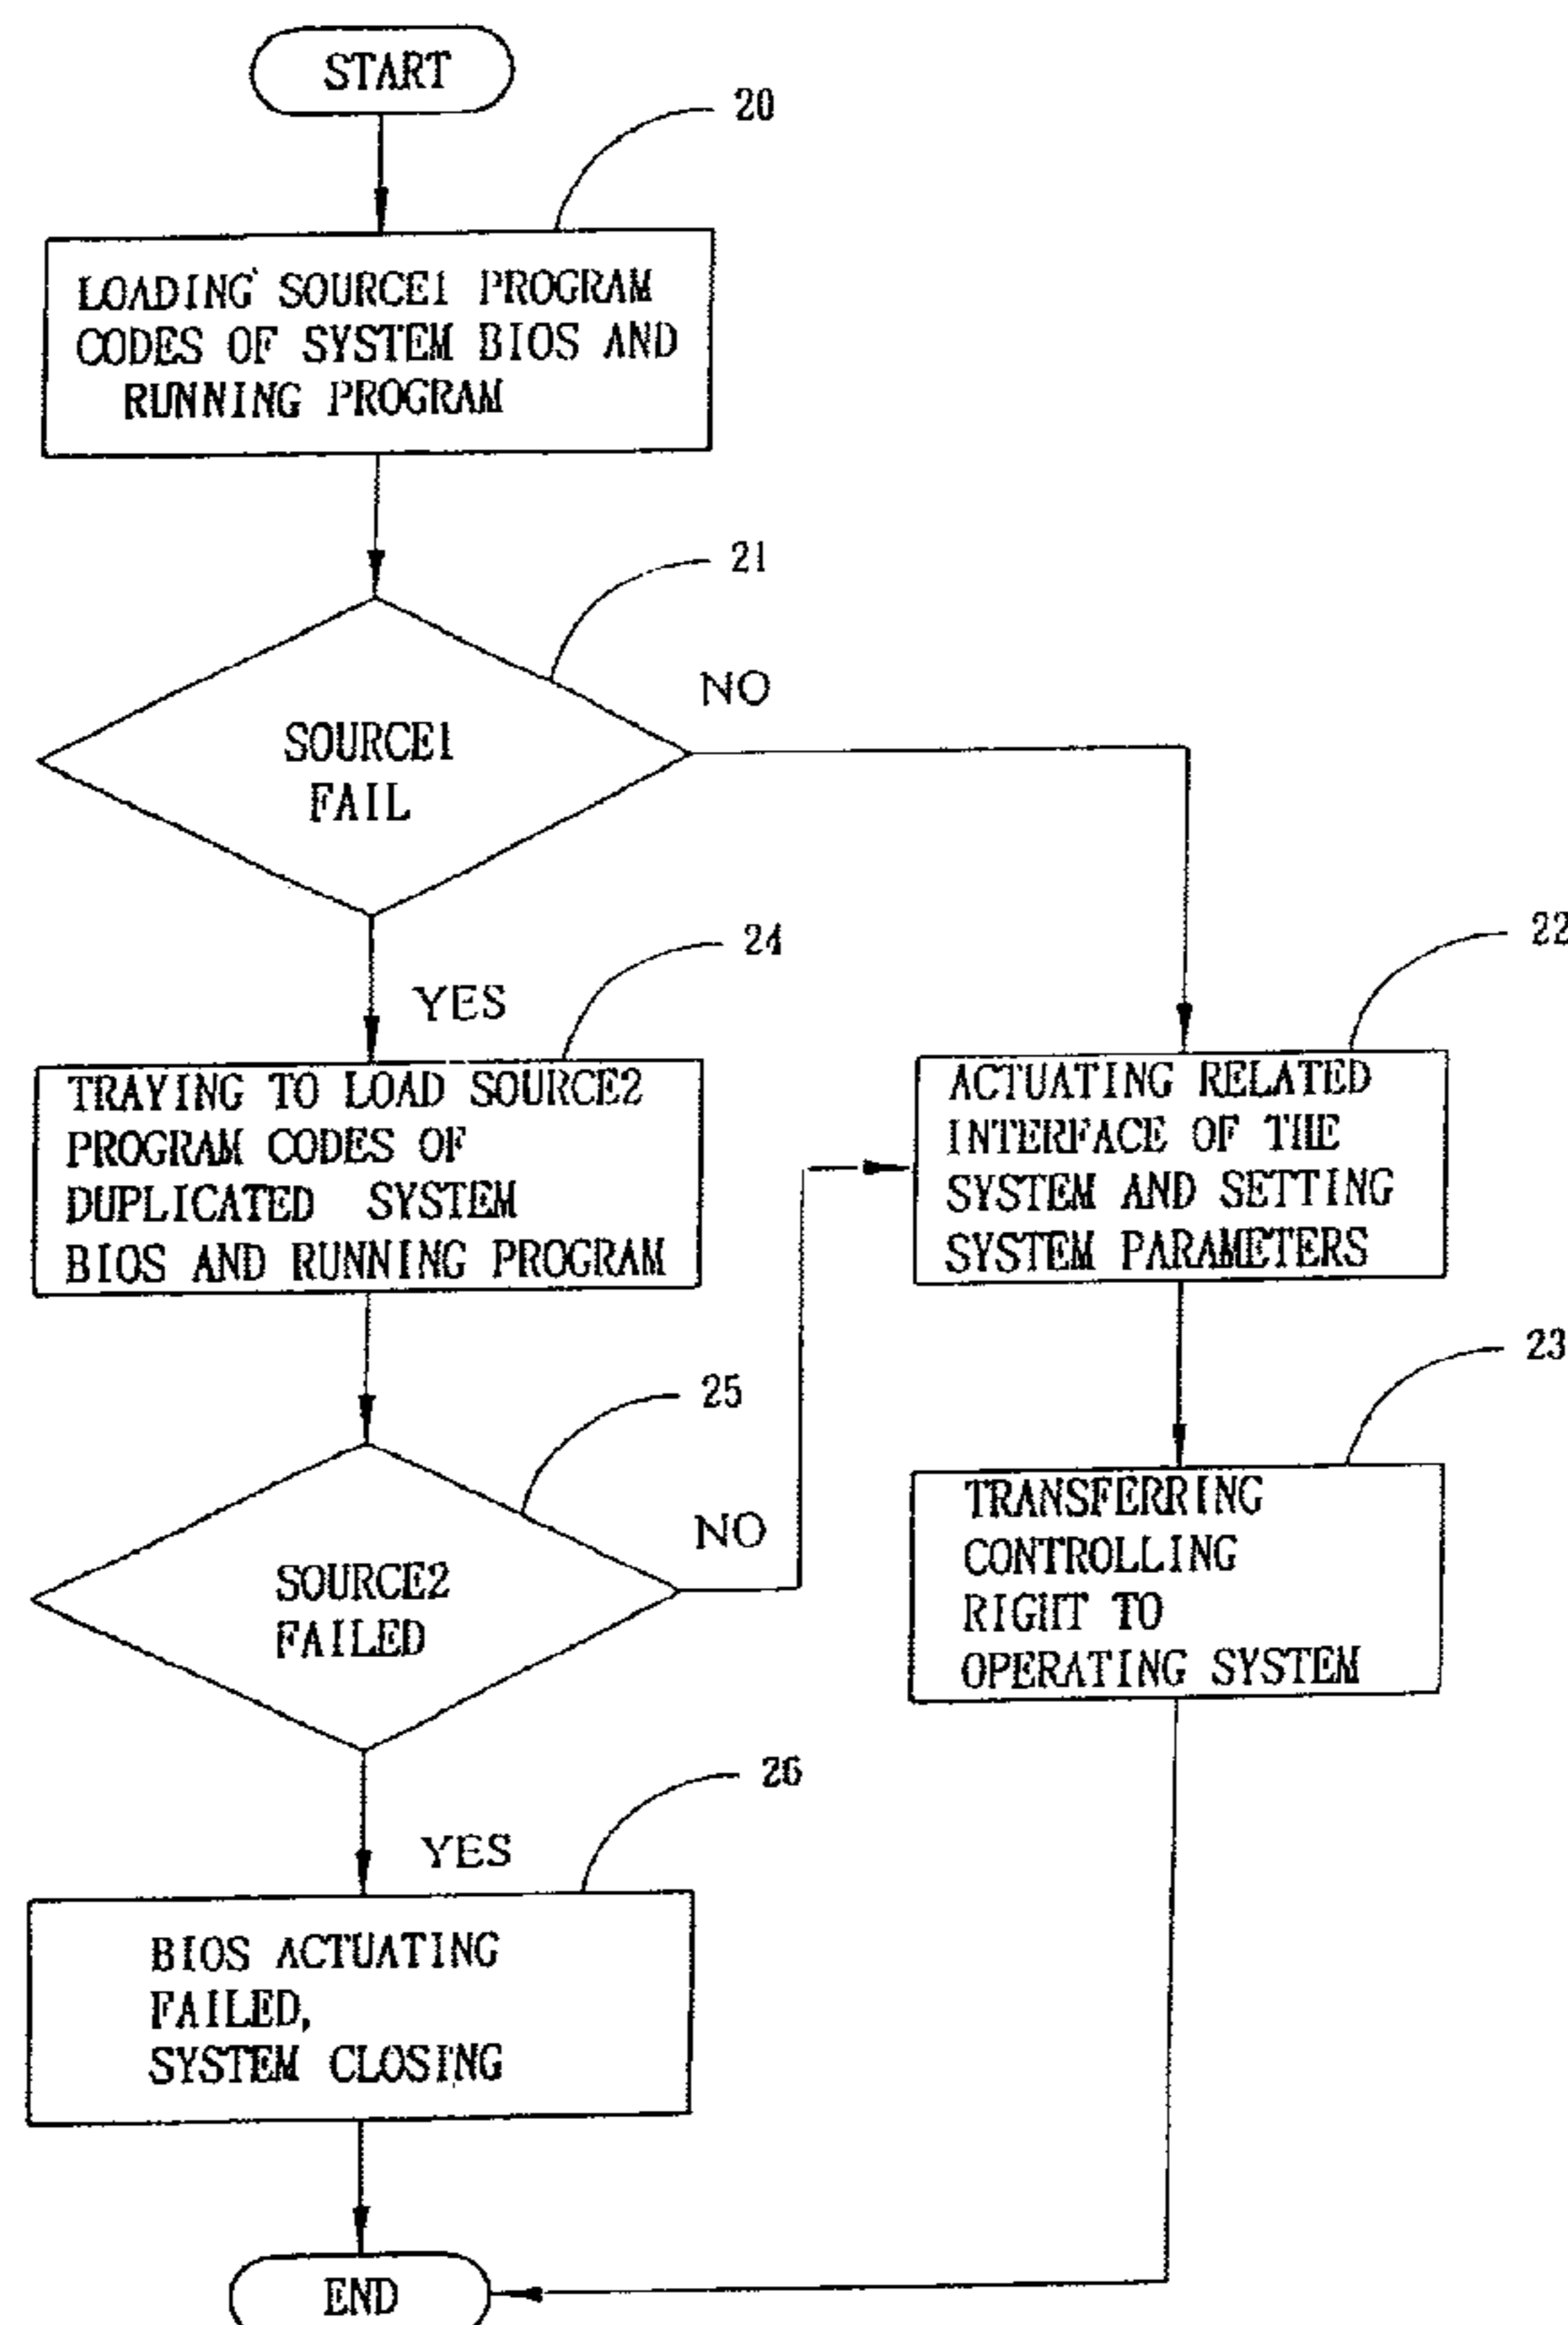 START
20
LOADING SOURCE1 PROGRAM
CODES OF SYSTEM BIOS AND
RUNNING PROGRAM
21
NO
SOURCE1
FAIL
24
22
YES
TRAYING TO LOAD SOURCE2
PROGRAM CODES OF
DUPLICATED SYSTEM
BIOS AND RUNNING PROGRAM
ACTUATING RELATED
INTERFACE OF THE
SYSTEM AND SETTING
SYSTEM PARAMETERS
23
25
NO
SOURCE2
FAILED
TRANSFERRING
CONTROLLING
RIGHT TO
OPERATING SYSTEM
26
YES
BIOS ACTUATING
FAILED,
SYSTEM CLOSING
END